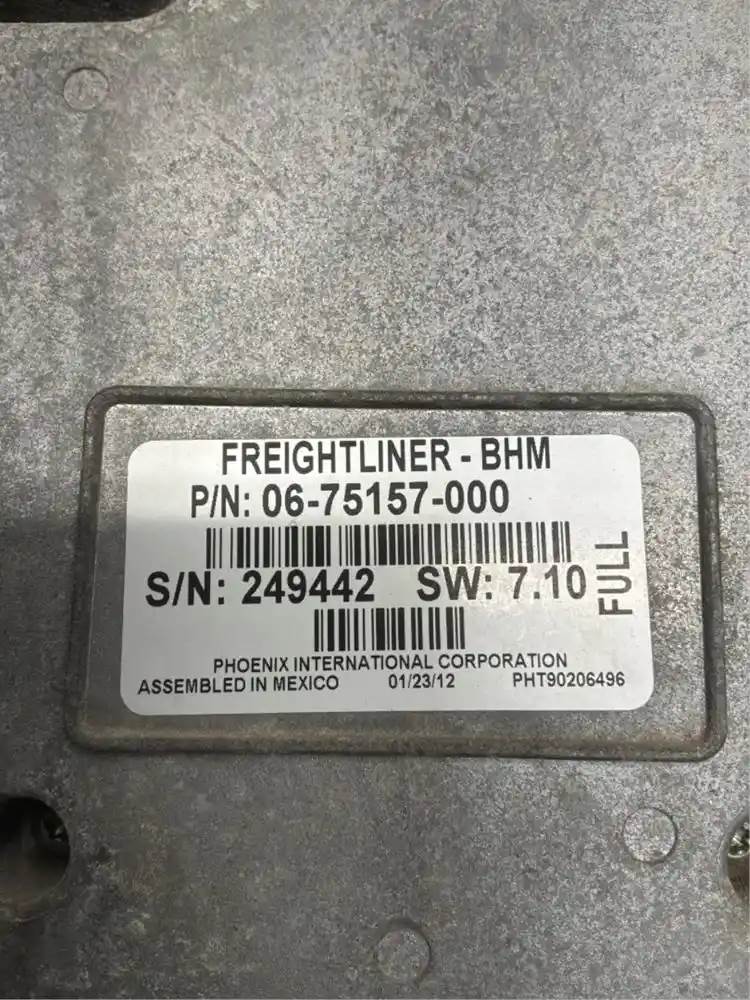 FREIGHTLINER - BHM
P/N: 06-75157-000
S/N: 249442 SW: 7.10
FULL
PHOENIX INTERNATIONAL CORPORATION
ASSEMBLED IN MEXICO 01/23/12 PHT90206496